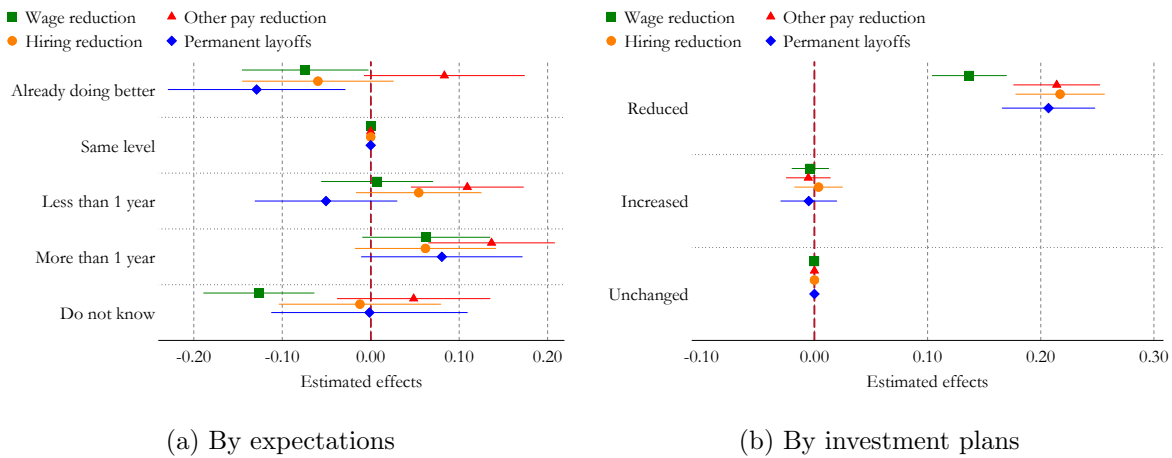 Wage reduction
Other pay reduction
Hiring reduction
Permanent layoffs
Already doing better
Same level
Less than 1 year
More than 1 year
Do not know
-0.20
0.00
0.10
0.20
Estimated effects
(a) By expectations
Wage reduction
Other pay reduction
Hiring reduction
Permanent layoffs
Reduced
Increased
Unchanged
-0.10
0.00
0.10
0.20
0.30
Estimated effects
(b) By investment plans